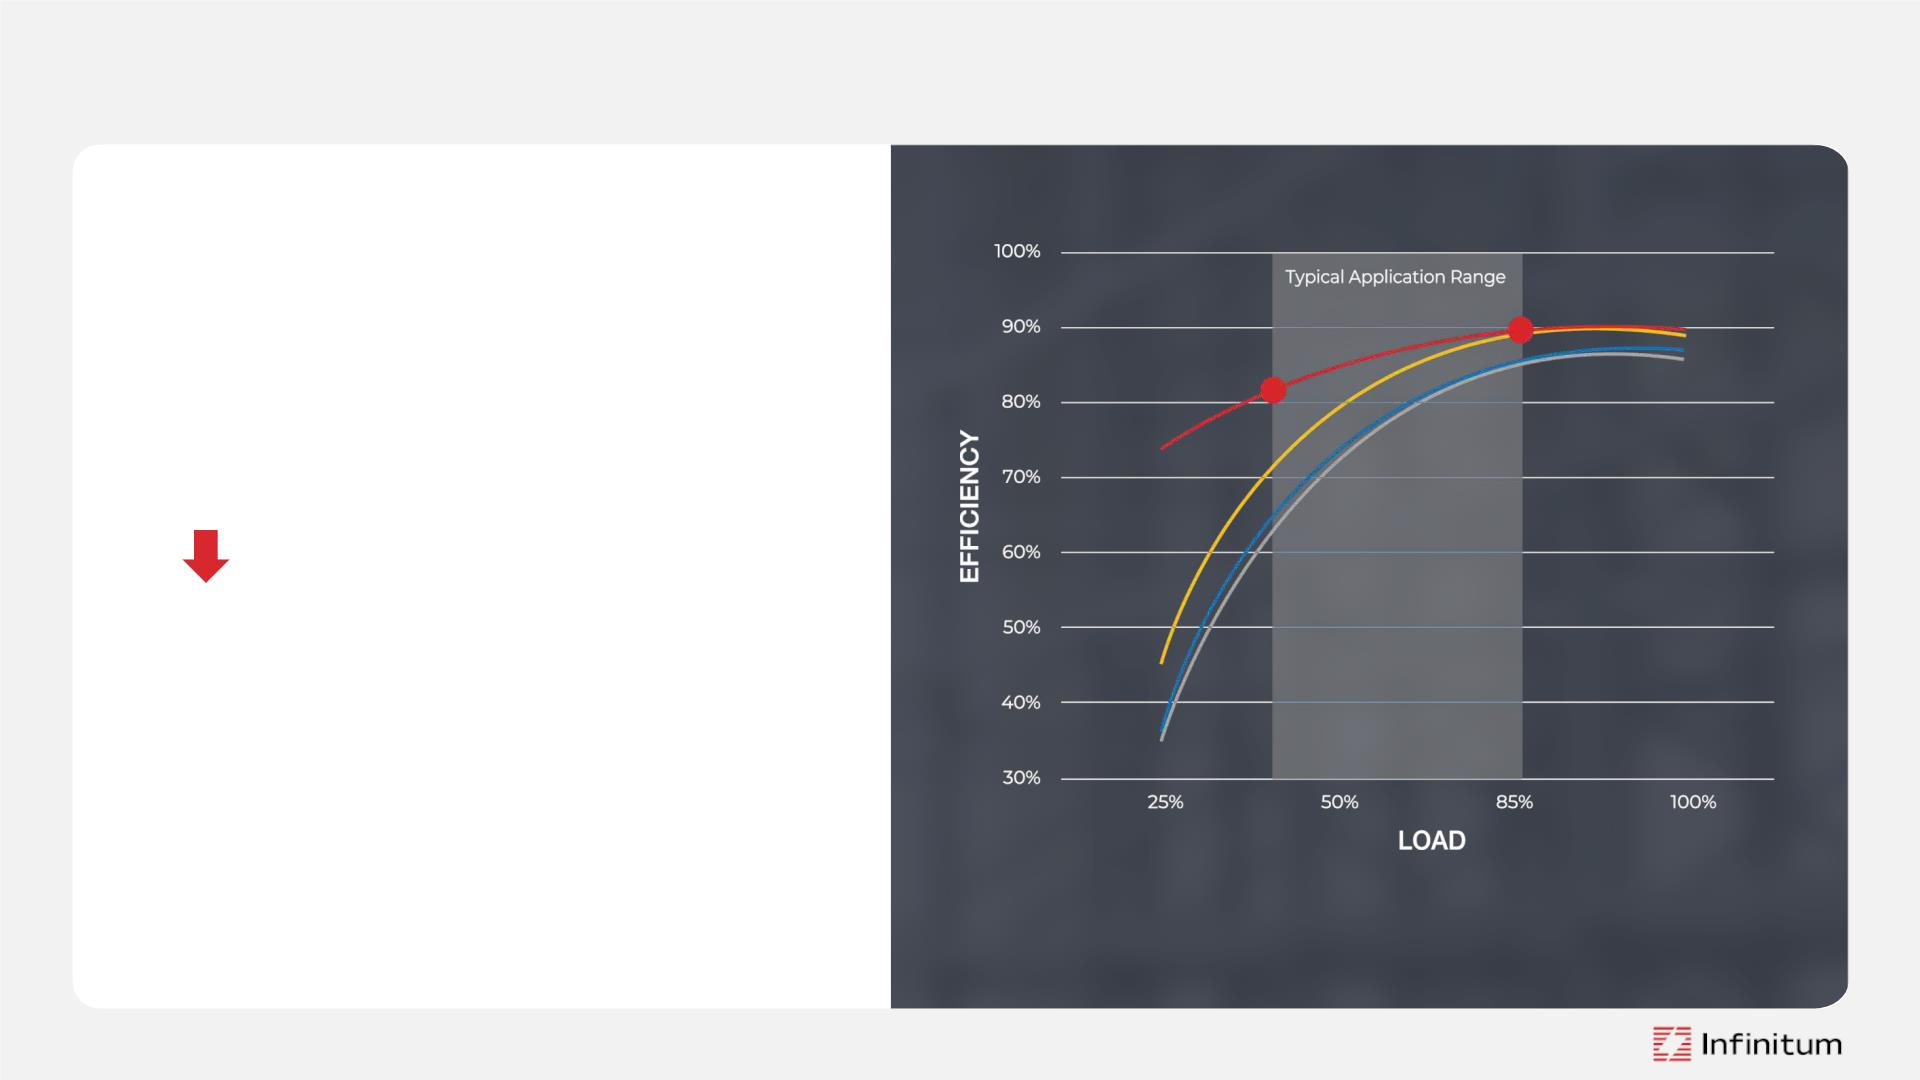 100%
Typical Application Range
90%
80%
70%
60%
50%
40%
30%
EFFICIENCY
25% 50% 85% 100%
LOAD
Infinitum